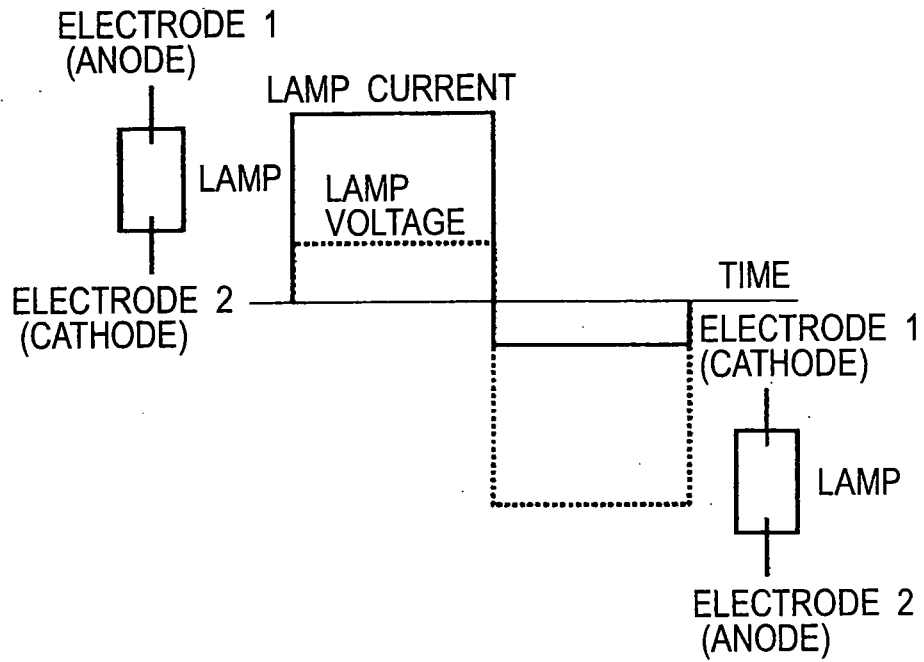 ELECTRODE 1
(ANODE)
LAMP CURRENT
LAMP
LAMP
VOLTAGE
ELECTRODE 2
(CATHODE)
TIME
ELECTRODE 1
(CATHODE)
LAMP
ELECTRODE 2
(ANODE)